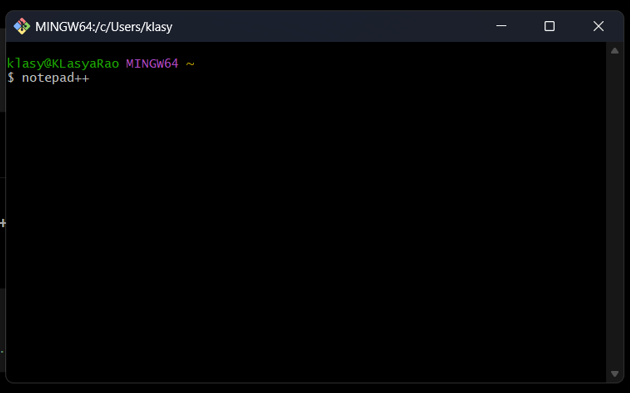 MINGW64:/c/Users/klasy
klasy@KLasyaRao MINGW64 ~
$ notepad++